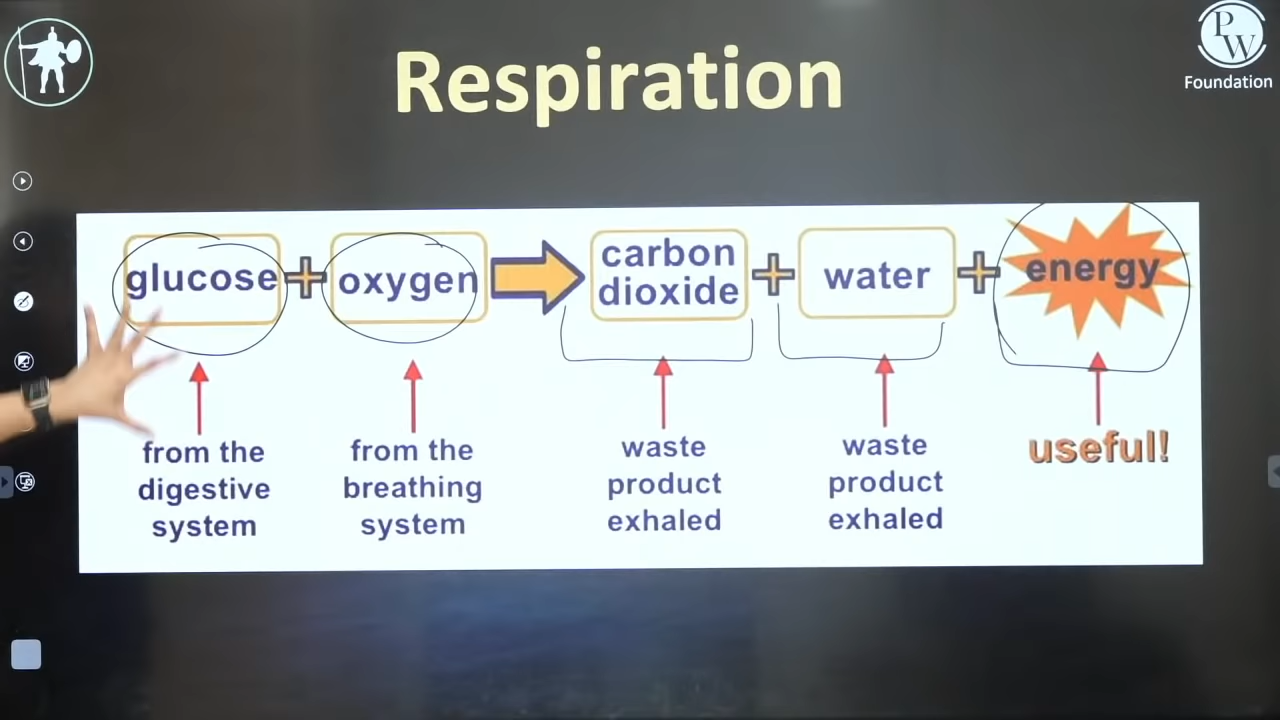 PW
Foundation
Respiration
glucose + oxygen
carbon
dioxide
+ water + energy
from the
digestive
system
from the
breathing
system
waste
product
exhaled
waste
product
exhaled
useful!